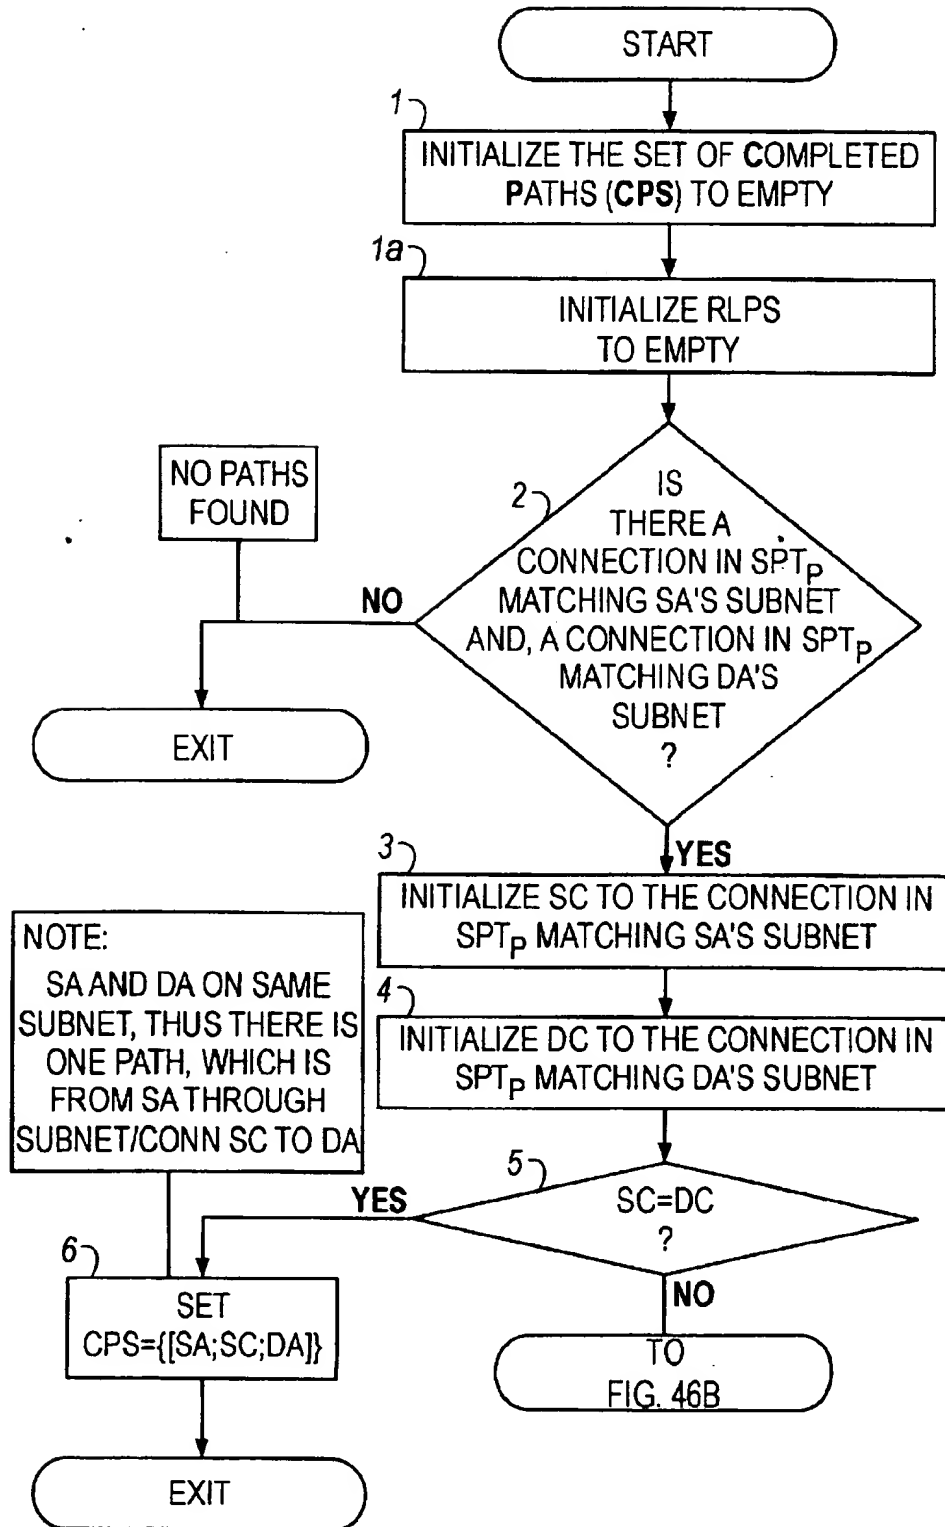 START
1
INITIALIZE THE SET OF COMPLETED
PATHS (CPS) TO EMPTY
1a
INITIALIZE RLPS
TO EMPTY
NO PATHS
FOUND
2
IS
THERE A
CONNECTION IN SPTP
MATCHING SA'S SUBNET
AND, A CONNECTION IN SPTP
MATCHING DA'S
SUBNET
?
NO
EXIT
YES
3
INITIALIZE SC TO THE CONNECTION IN
SPTP MATCHING SA'S SUBNET
4
INITIALIZE DC TO THE CONNECTION IN
SPTP MATCHING DA'S SUBNET
NOTE:
SA AND DA ON SAME
SUBNET, THUS THERE IS
ONE PATH, WHICH IS
FROM SA THROUGH
SUBNET/CONN SC TO DA
5
SC=DC
?
YES
NO
6
SET
CPS={[SA;SC;DA]}
TO
FIG. 46B
EXIT